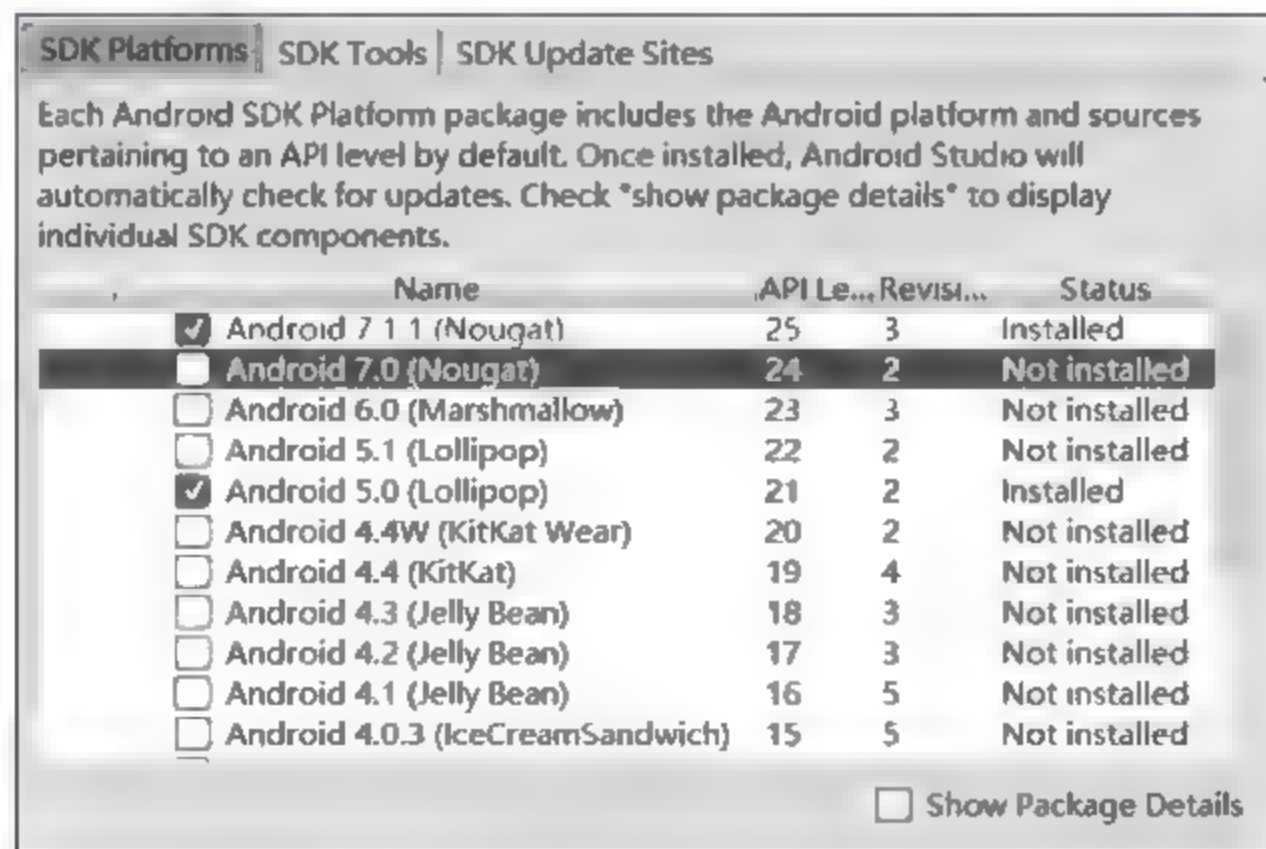 SDK Platforms SDK Tools SDK Update Sites
Each Android SDK Platform package includes the Android platform and sources
pertaining to an API level by default. Once installed, Android Studio will
automatically check for updates. Check "show package details" to display
individual SDK components.
Name API Le... Revisi... Status
Android 7 1 1 (Nougat) 25 3 Installed
Android 7.0 (Nougat) 24 2 Not installed
Android 6.0 (Marshmallow) 23 3 Not installed
Android 5.1 (Lollipop) 22 2 Not installed
Android 5.0 (Lollipop) 21 2 Installed
Android 4.4W (KitKat Wear) 20 2 Not installed
Android 4.4 (KitKat) 19 4 Not installed
Android 4.3 (Jelly Bean) 18 3 Not installed
Android 4.2 (Jelly Bean) 17 3 Not installed
Android 4.1 (Jelly Bean) 16 5 Not installed
Android 4.0.3 (IceCreamSandwich) 15 5 Not installed
Show Package Details